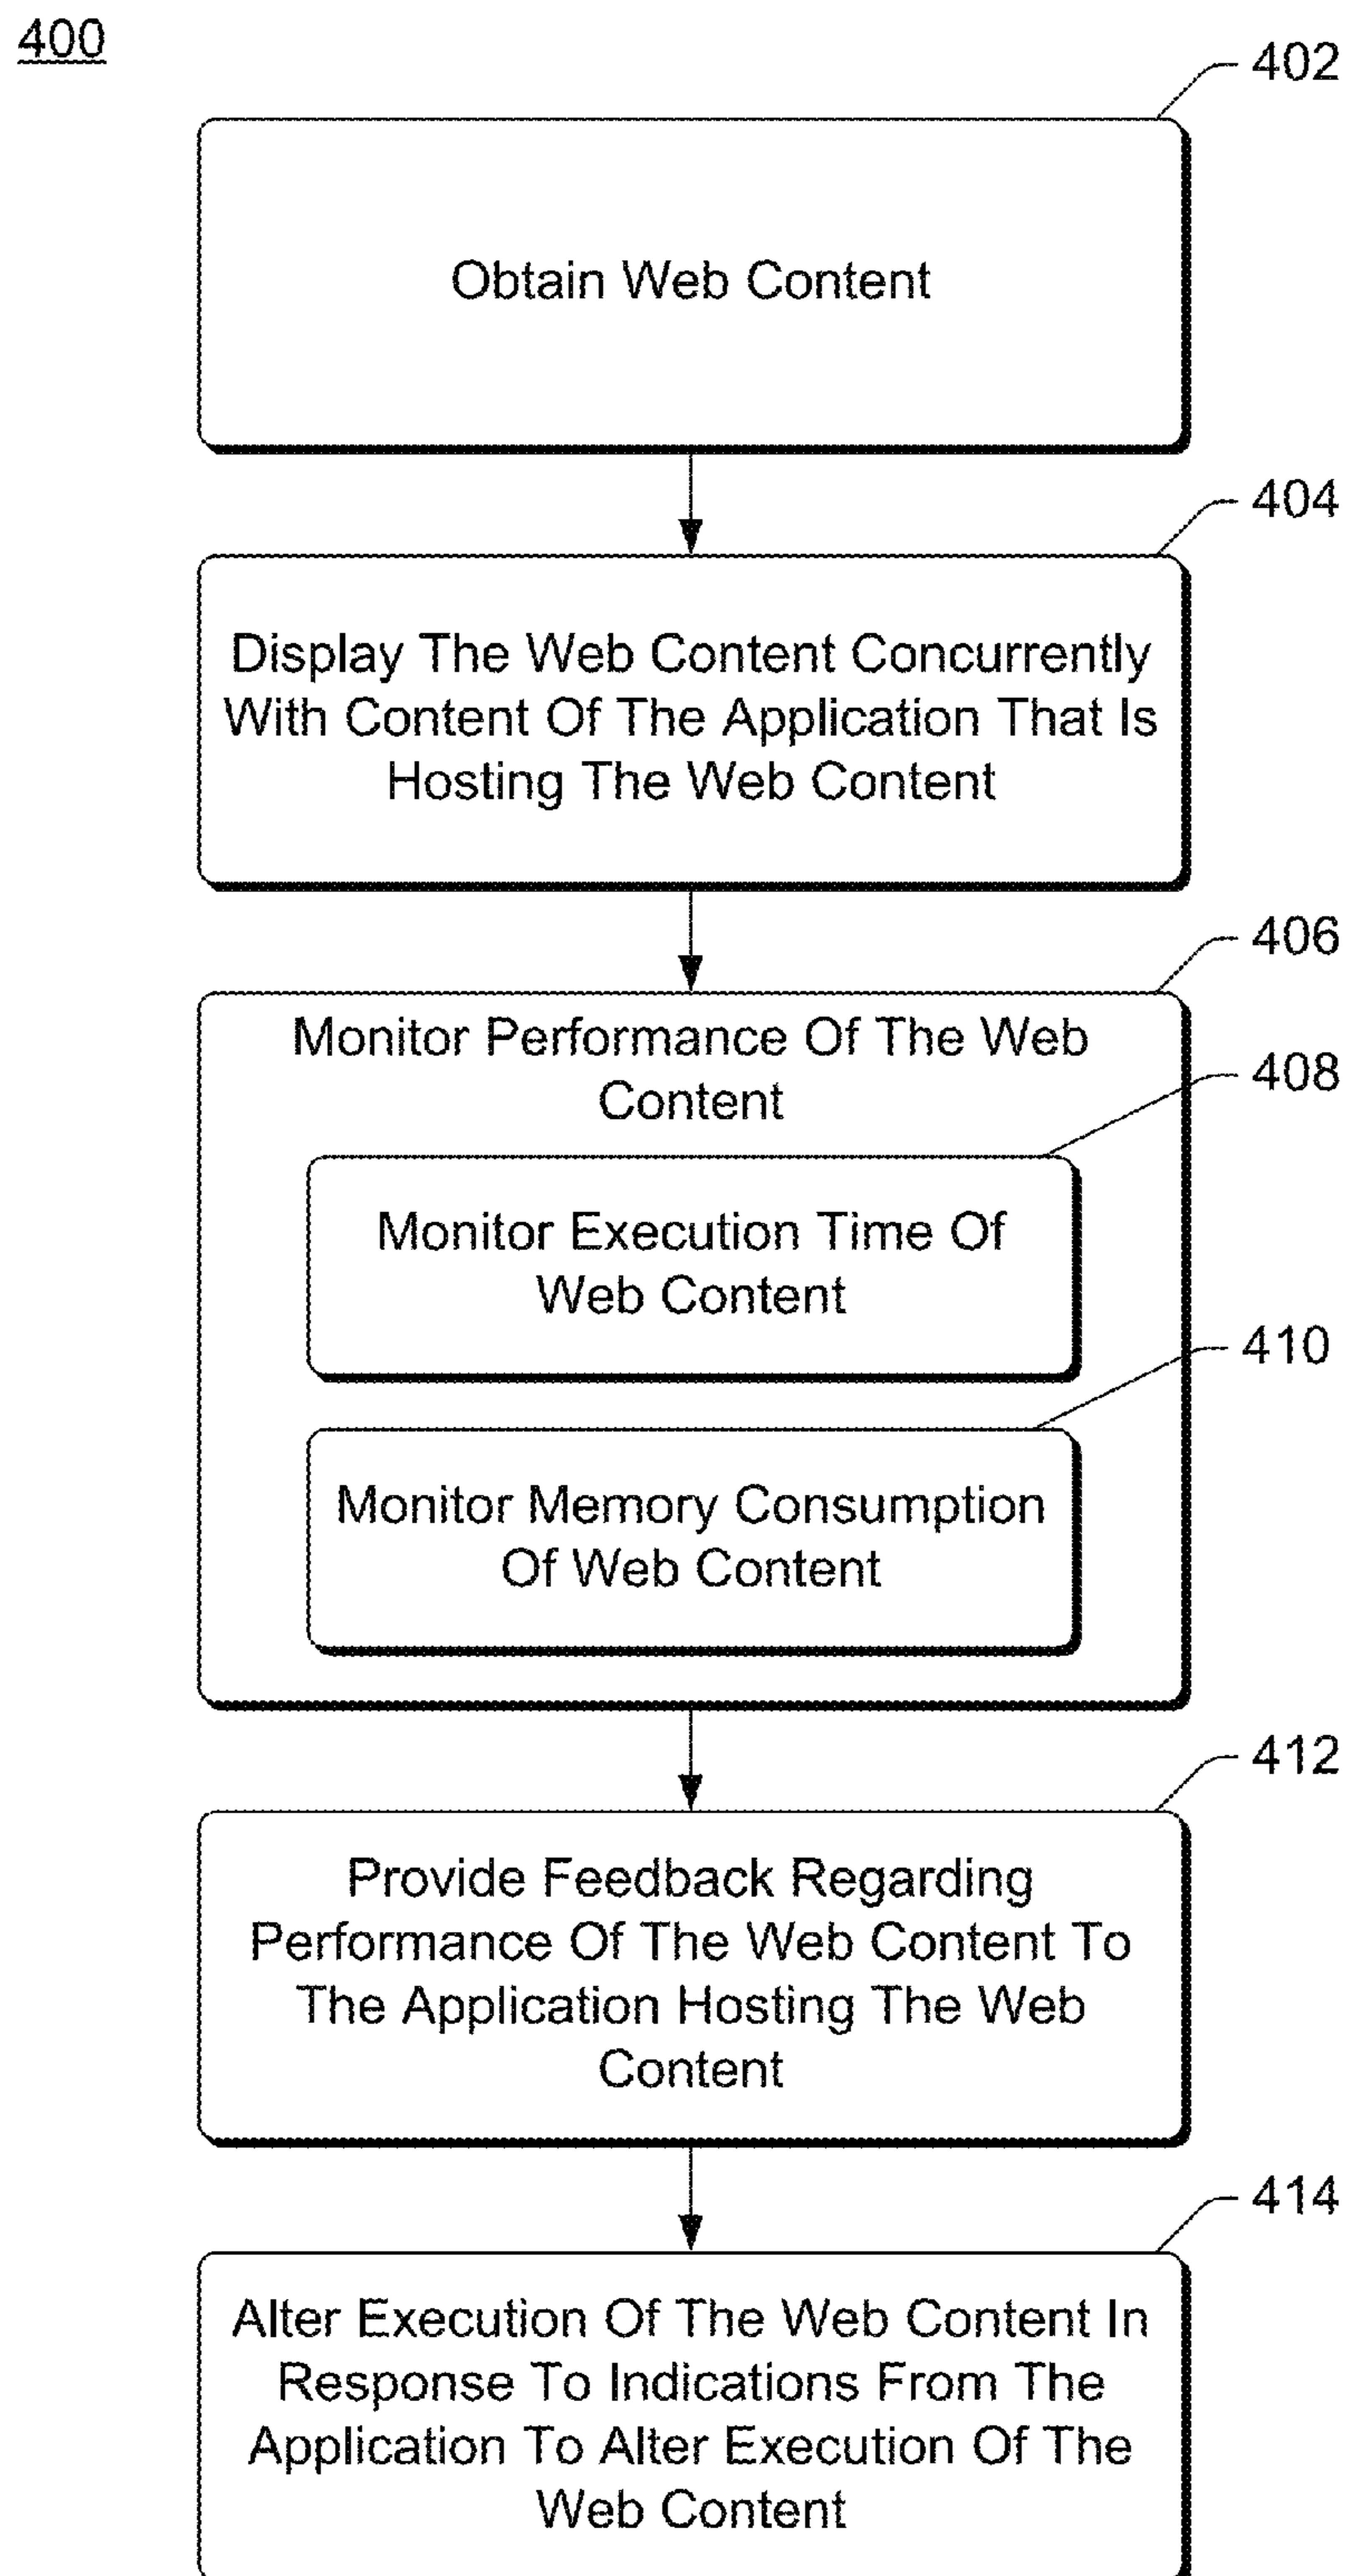 400
402
Obtain Web Content
404
Display The Web Content Concurrently
With Content Of The Application That Is
Hosting The Web Content
406
Monitor Performance Of The Web
Content
408
Monitor Execution Time Of
Web Content
410
Monitor Memory Consumption
Of Web Content
412
Provide Feedback Regarding
Performance Of The Web Content To
The Application Hosting The Web
Content
414
Alter Execution Of The Web Content In
Response To Indications From The
Application To Alter Execution Of The
Web Content